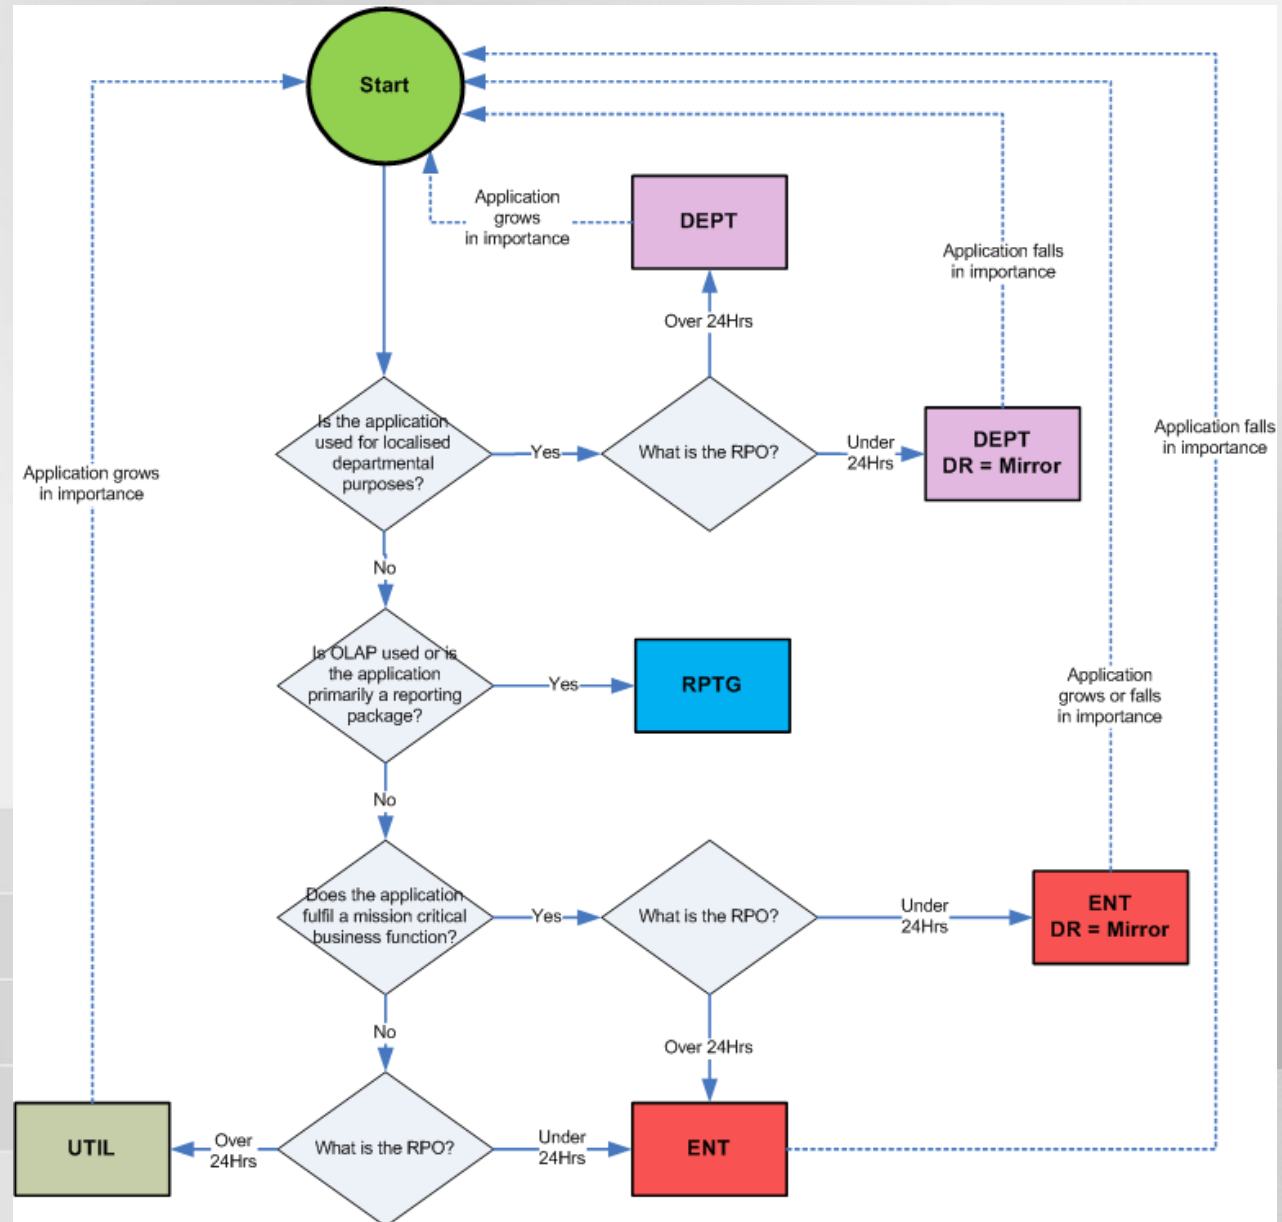 Start
Application
grows
in importance
DEPT
Application falls
in importance
Over 24Hrs
Is the application
used for localised
departmental
purposes?
Yes
What is the RPO?
Under
24Hrs
DEPT
DR = Mirror
Application falls
in importance
Application grows
in importance
No
Is OLAP used or is
the application
primarily a reporting
package?
Yes
RPTG
Application
grows or falls
in importance
No
Does the application
fulfil a mission critical
business function?
Yes
What is the RPO?
Under
24Hrs
ENT
DR = Mirror
No
Over 24Hrs
UTIL
Over
24Hrs
What is the RPO?
Under
24Hrs
ENT